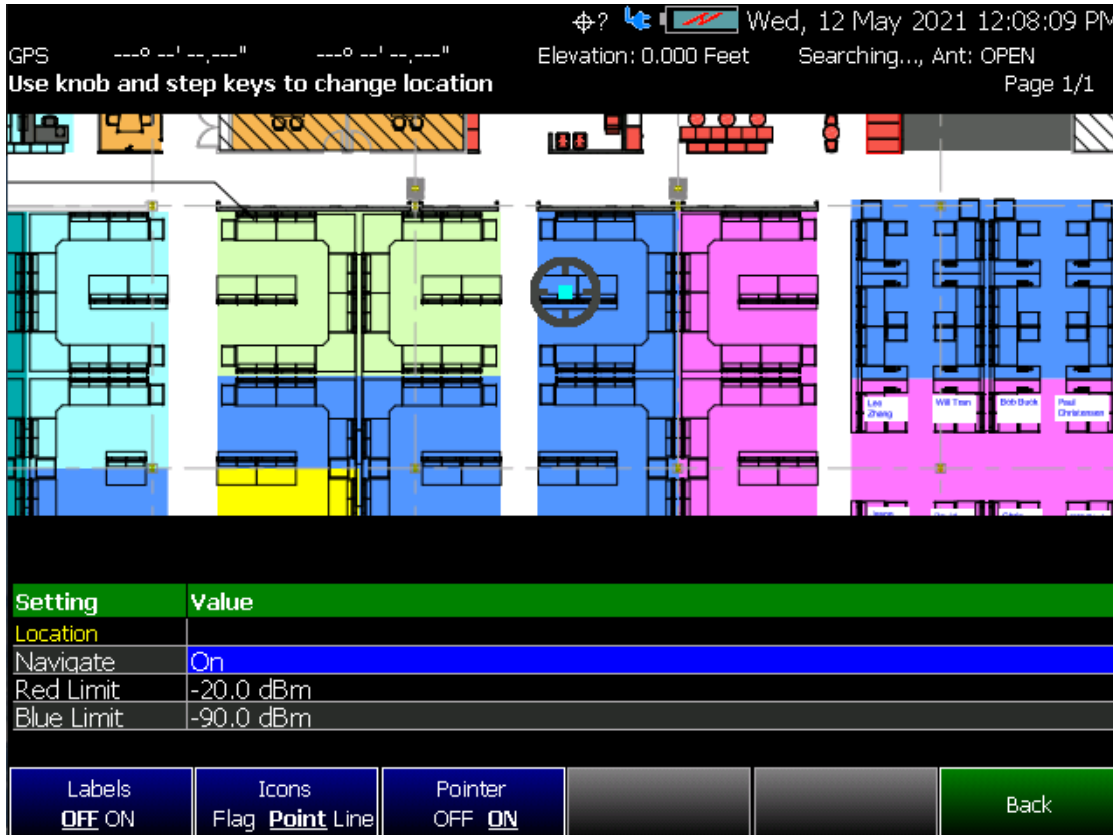 ? Wed, 12 May 2021 12:08:09 PM
GPS ---° --' --.---" ---° --' --.---" Elevation: 0.000 Feet Searching..., Ant: OPEN
Use knob and step keys to change location Page 1/1
Lee Zhang
Will Tran
Bob Buck
Paul Christensen
Setting Value
Location
Navigate On
Red Limit -20.0 dBm
Blue Limit -90.0 dBm
Labels Icons Pointer
OFF ON Flag Point Line OFF ON Back